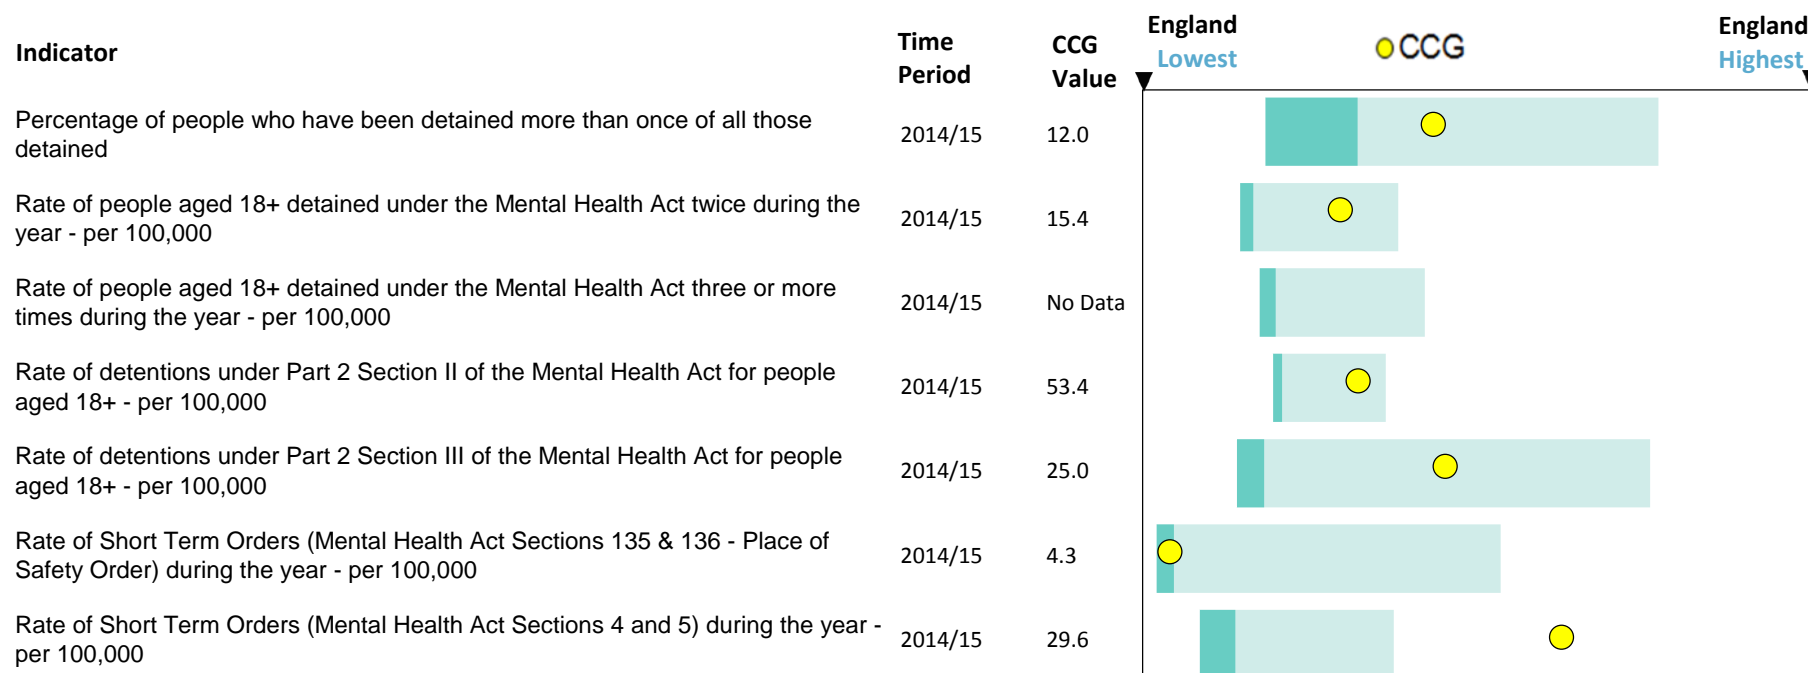 Indicator
Time
Period
CCG
Value
England
Lowest
CCG
England
Highest
Percentage of people who have been detained more than once of all those
detained
2014/15
12.0
Rate of people aged 18+ detained under the Mental Health Act twice during the
year - per 100,000
2014/15
15.4
Rate of people aged 18+ detained under the Mental Health Act three or more
times during the year - per 100,000
2014/15
No Data
Rate of detentions under Part 2 Section II of the Mental Health Act for people
aged 18+ - per 100,000
2014/15
53.4
Rate of detentions under Part 2 Section III of the Mental Health Act for people
aged 18+ - per 100,000
2014/15
25.0
Rate of Short Term Orders (Mental Health Act Sections 135 & 136 - Place of
Safety Order) during the year - per 100,000
2014/15
4.3
Rate of Short Term Orders (Mental Health Act Sections 4 and 5) during the year -
per 100,000
2014/15
29.6